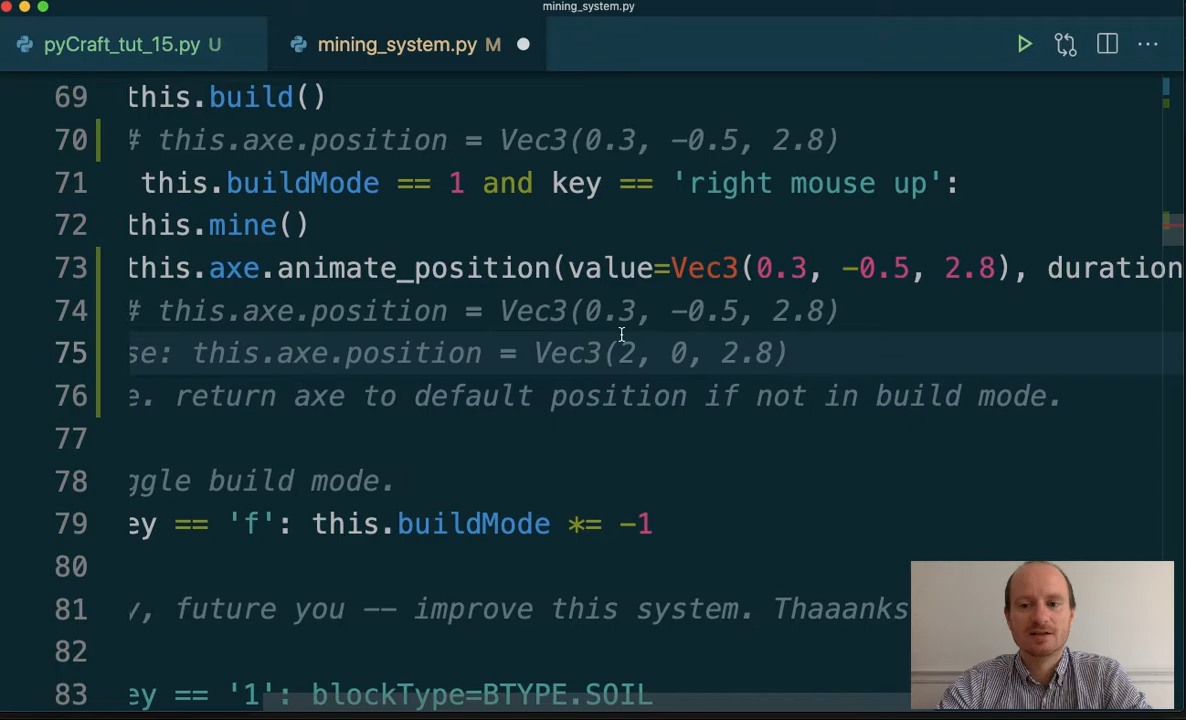 mining_system.py
pyCraft_tut_15.py U
mining_system.py M
69 this.build()
70 # this.axe.position = Vec3(0.3, -0.5, 2.8)
71 this.buildMode == 1 and key == 'right mouse up':
72 this.mine()
73 this.axe.animate_position(value=Vec3(0.3, -0.5, 2.8), duration
74 # this.axe.position = Vec3(0.3, -0.5, 2.8)
75 se: this.axe.position = Vec3(2, 0, 2.8)
76 e. return axe to default position if not in build mode.
77
78 ggle build mode.
79 ey == 'f': this.buildMode *= -1
80
81 y, future you -- improve this system. Thaaanks
82
83 ey == '1': blockType=BTYPE.SOIL